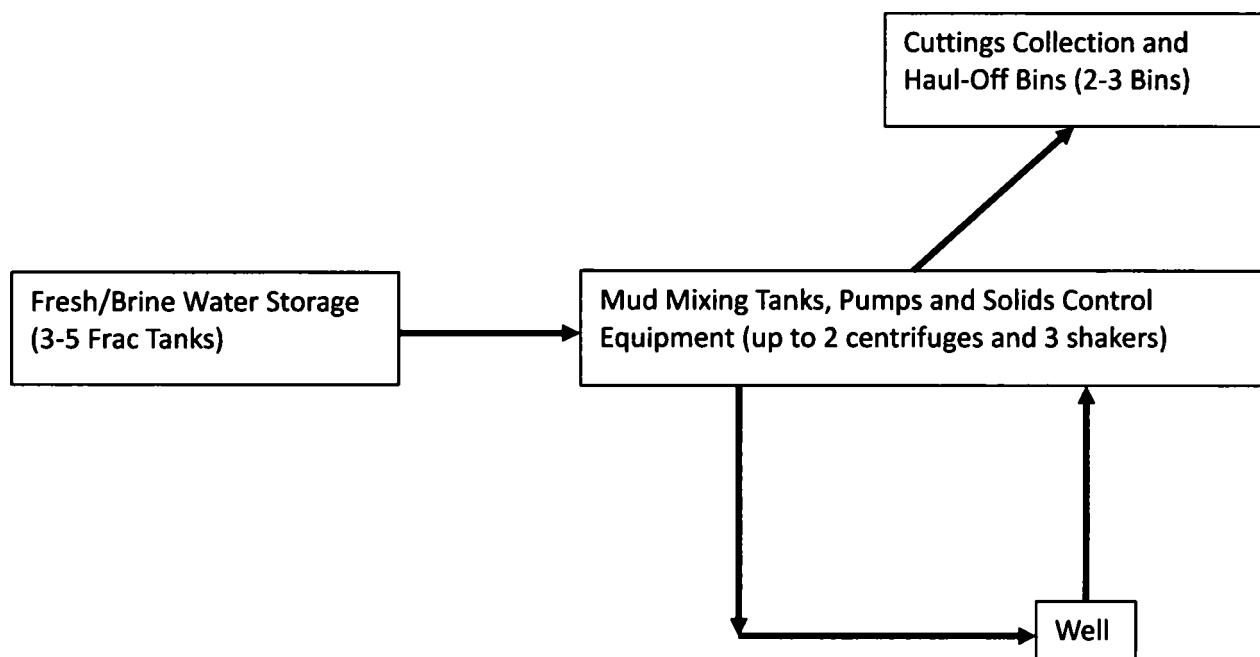 Cuttings Collection and
Haul-Off Bins (2-3 Bins)
Fresh/Brine Water Storage
(3-5 Frac Tanks)
Mud Mixing Tanks, Pumps and Solids Control
Equipment (up to 2 centrifuges and 3 shakers)
Well